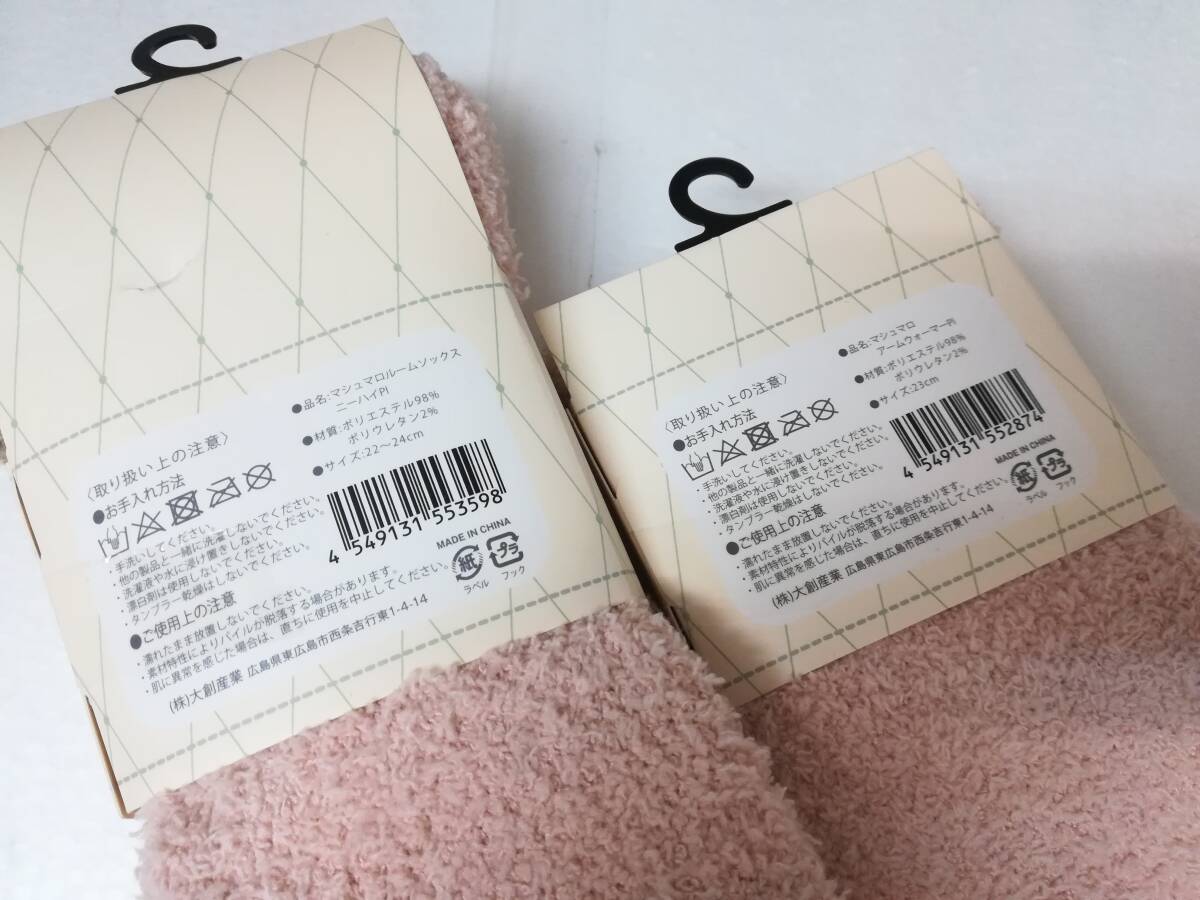 ●品名:マシュマロルームソックス
ニーハイPI
●材質:ポリエステル98%
ポリウレタン2%
●サイズ:22～24cm
〈取り扱い上の注意〉
●お手入れ方法
・手洗いしてください。
・他の製品と一緒に洗濯しないでください。
・洗濯液や水に浸け置きしないでください。
・漂白剤は使用しないでください。
・タンブラー乾燥はしないでください。
●ご使用上の注意
・濡れたまま放置しないでください。
・素材特性によりパイルが脱落する場合があります。
・肌に異常を感じた場合は、直ちに使用を中止してください。
(株)大創産業 広島県東広島市西条吉行東1-4-14
4 549131 553598
MADE IN CHINA
紙 プラ
ラベル フック
●品名:マシュマロ
アームウォーマーPI
●材質:ポリエステル98%
ポリウレタン2%
●サイズ:23cm
〈取り扱い上の注意〉
●お手入れ方法
・手洗いしてください。
・他の製品と一緒に洗濯しないでください。
・洗濯液や水に浸け置きしないでください。
・漂白剤は使用しないでください。
・タンブラー乾燥はしないでください。
●ご使用上の注意
・濡れたまま放置しないでください。
・素材特性によりパイルが脱落する場合があります。
・肌に異常を感じた場合は、直ちに使用を中止してください。
(株)大創産業 広島県東広島市西条吉行東1-4-14
4 549131 552874
MADE IN CHINA
紙 プラ
ラベル フック